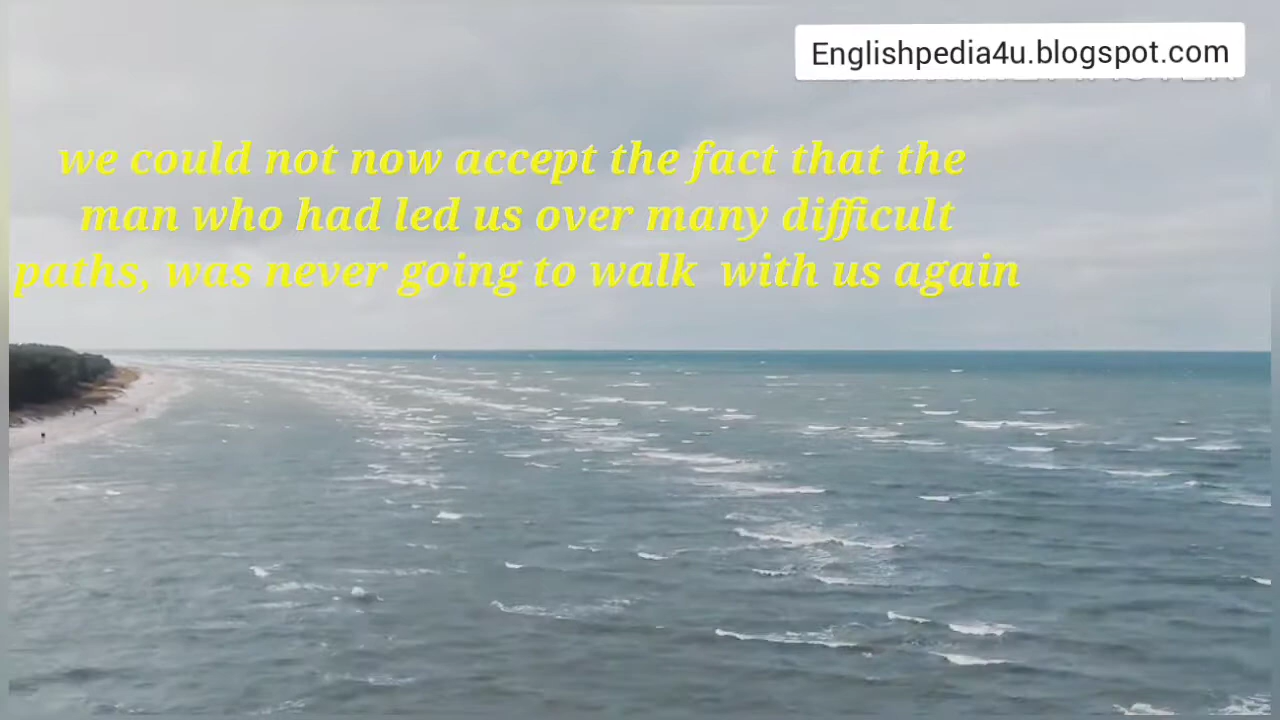 Englishpedia4u.blogspot.com
we could not now accept the fact that the
man who had led us over many difficult
paths, was never going to walk with us again